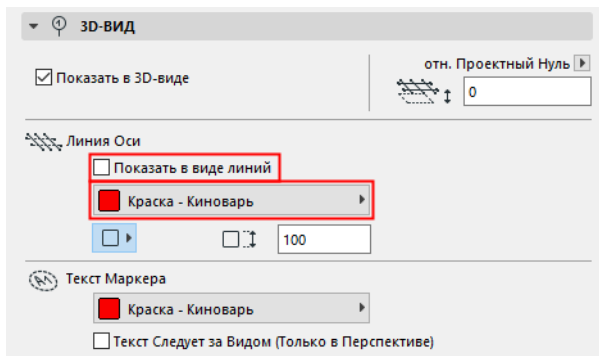 3D-ВИД
отн. Проектный Нуль
Показать в 3D-виде
0
Линия Оси
Показать в виде линий
Краска - Киноварь
100
Текст Маркера
Краска - Киноварь
Текст Следует за Видом (Только в Перспективе)